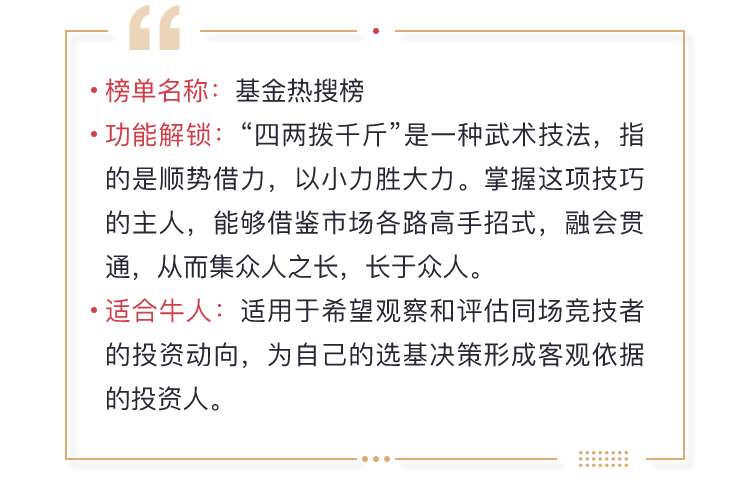 • 榜单名称：基金热搜榜
• 功能解锁：“四两拨千斤”是一种武术技法，指
的是顺势借力，以小力胜大力。掌握这项技巧
的主人，能够借鉴市场各路高手招式，融会贯
通，从而集众人之长，长于众人。
• 适合牛人：适用于希望观察和评估同场竞技者
的投资动向，为自己的选基决策形成客观依据
的投资人。